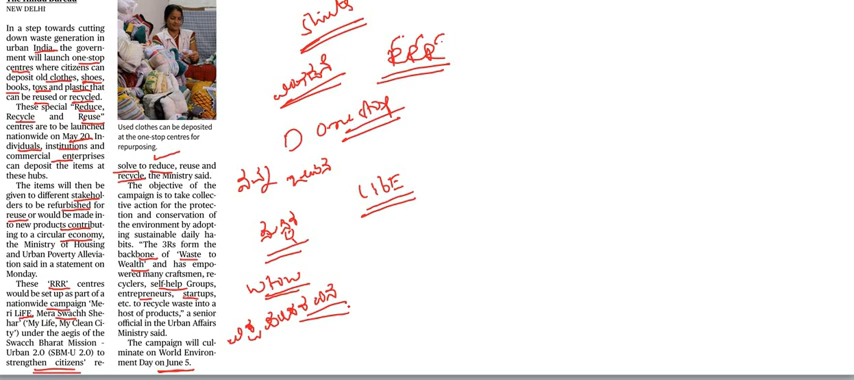 NEW DELHI
In a step towards cutting
down waste generation in
urban India, the govern-
ment will launch one-stop
centres where citizens can
deposit old clothes, shoes,
books, toys and plastic that
can be reused or recycled.
These special “Reduce,
Recycle and Reuse”
centres are to be launched
nationwide on May 20. In-
dividuals, institutions and
commercial enterprises
can deposit the items at
these hubs.
The items will then be
given to different stakehol-
ders to be refurbished for
reuse or would be made in-
to new products contribut-
ing to a circular economy,
the Ministry of Housing
and Urban Poverty Allevia-
tion said in a statement on
Monday.
These ‘RRR’ centres
would be set up as part of a
nationwide campaign ‘Me-
ri LiFE, Mera Swachh She-
har’ (‘My Life, My Clean Ci-
ty’) under the aegis of the
Swacch Bharat Mission -
Urban 2.0 (SBM-U 2.0) to
strengthen citizens’ re-
Used clothes can be deposited
at the one-stop centres for
repurposing.
solve to reduce, reuse and
recycle, the Ministry said.
The objective of the
campaign is to take collec-
tive action for the protec-
tion and conservation of
the environment by adopt-
ing sustainable daily ha-
bits. “The 3Rs form the
backbone of ‘Waste to
Wealth’ and has empo-
wered many craftsmen, re-
cyclers, self-help Groups,
entrepreneurs, startups,
etc. to recycle waste into a
host of products,” a senior
official in the Urban Affairs
Ministry said.
The campaign will cul-
minate on World Environ-
ment Day on June 5.
RRR
LIBE